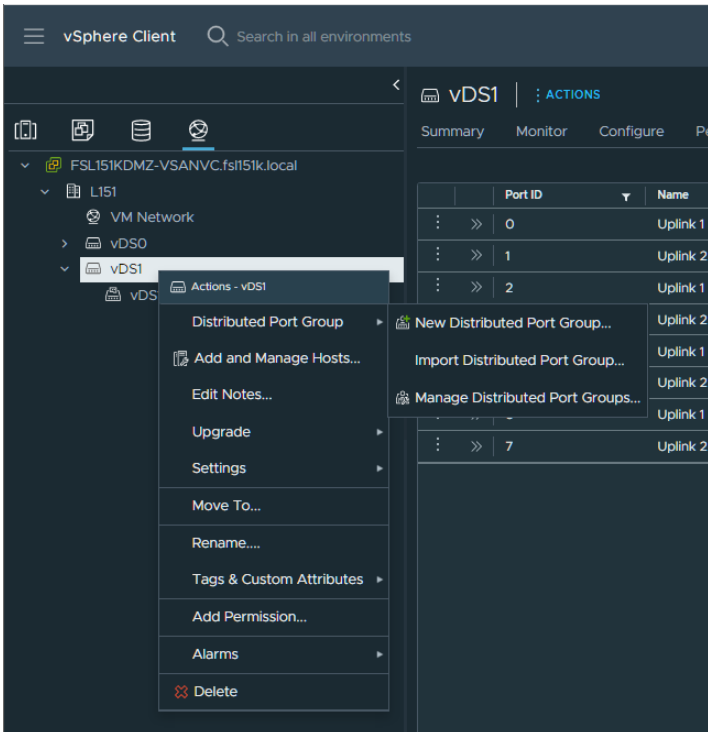 vSphere Client
Search in all environments
vDS1
ACTIONS
Summary Monitor Configure
FSL151KDMZ-VSANVC.fsl151k.local
L151
VM Network
vDS0
vDS1
Port ID Name
0 Uplink 1
1 Uplink 2
2 Uplink 1
Uplink 2
Uplink 1
Uplink 2
Uplink 1
7 Uplink 2
Actions - vDS1
Distributed Port Group
Add and Manage Hosts...
Edit Notes...
Upgrade
Settings
Move To...
Rename....
Tags & Custom Attributes
Add Permission...
Alarms
Delete
New Distributed Port Group...
Import Distributed Port Group...
Manage Distributed Port Groups...